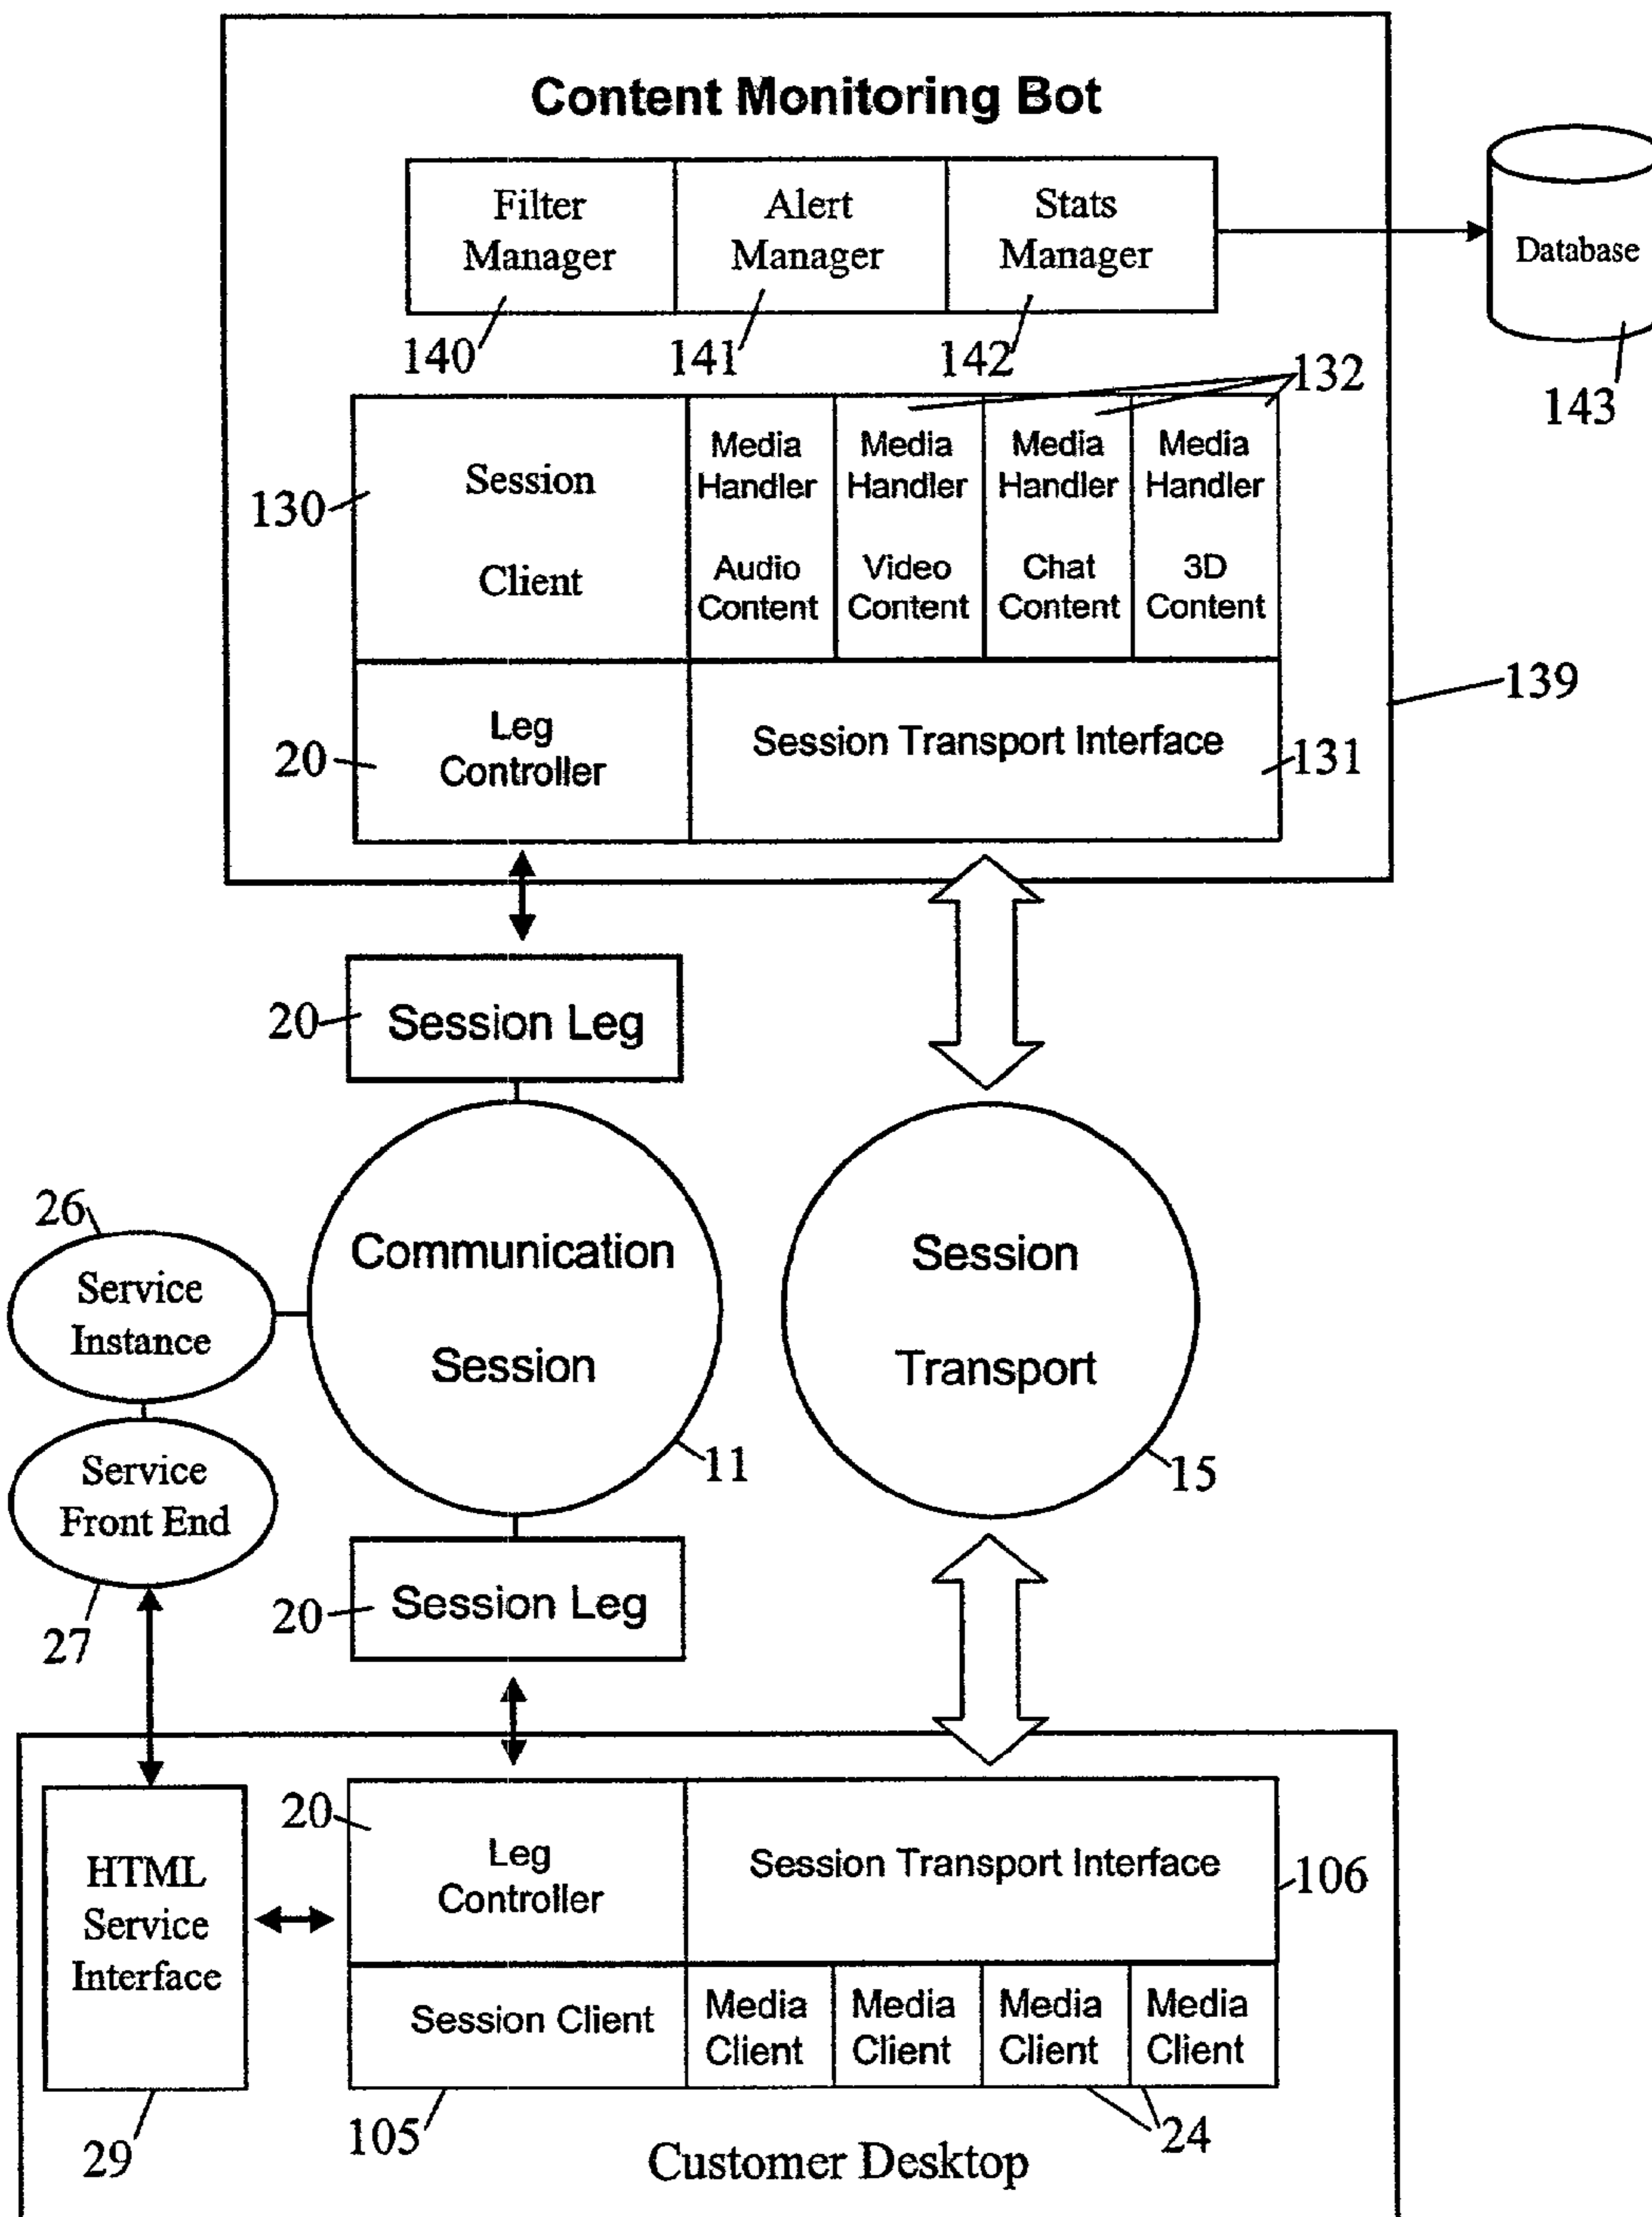 Content Monitoring Bot
Filter
Manager
Alert
Manager
Stats
Manager
Database
140
141
142
143
132
130
Session
Client
Media
Handler
Audio
Content
Media
Handler
Video
Content
Media
Handler
Chat
Content
Media
Handler
3D
Content
139
20
Leg
Controller
Session Transport Interface
131
20
Session Leg
26
Service
Instance
Communication
Session
11
Session
Transport
15
Service
Front End
27
20
Session Leg
HTML
Service
Interface
29
20
Leg
Controller
Session Transport Interface
106
Session Client
Media
Client
Media
Client
Media
Client
Media
Client
105
24
Customer Desktop